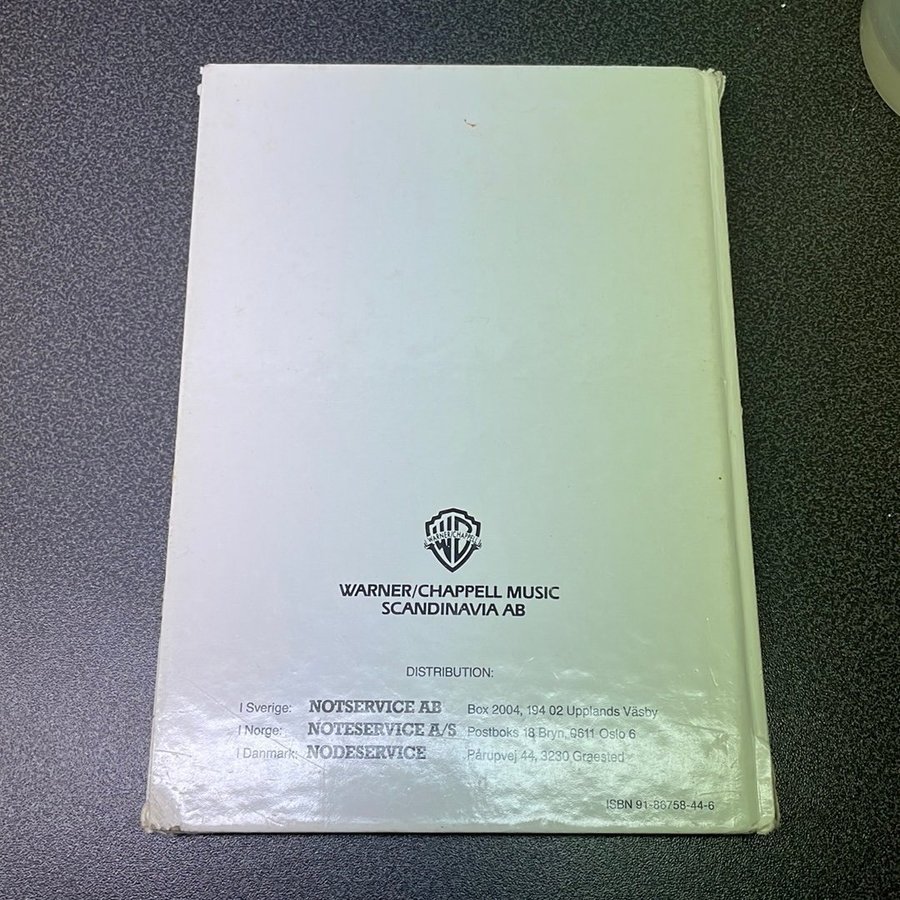 WARNER/CHAPPELL
WARNER/CHAPPELL MUSIC
SCANDINAVIA AB
DISTRIBUTION:
I Sverige: NOTSERVICE AB Box 2004, 194 02 Upplands Väsby
I Norge: NOTESERVICE A/S Postboks 18 Bryn, 0611 Oslo 6
I Danmark: NODESERVICE Pårupvej 44, 3230 Graested
ISBN 91-86758-44-6